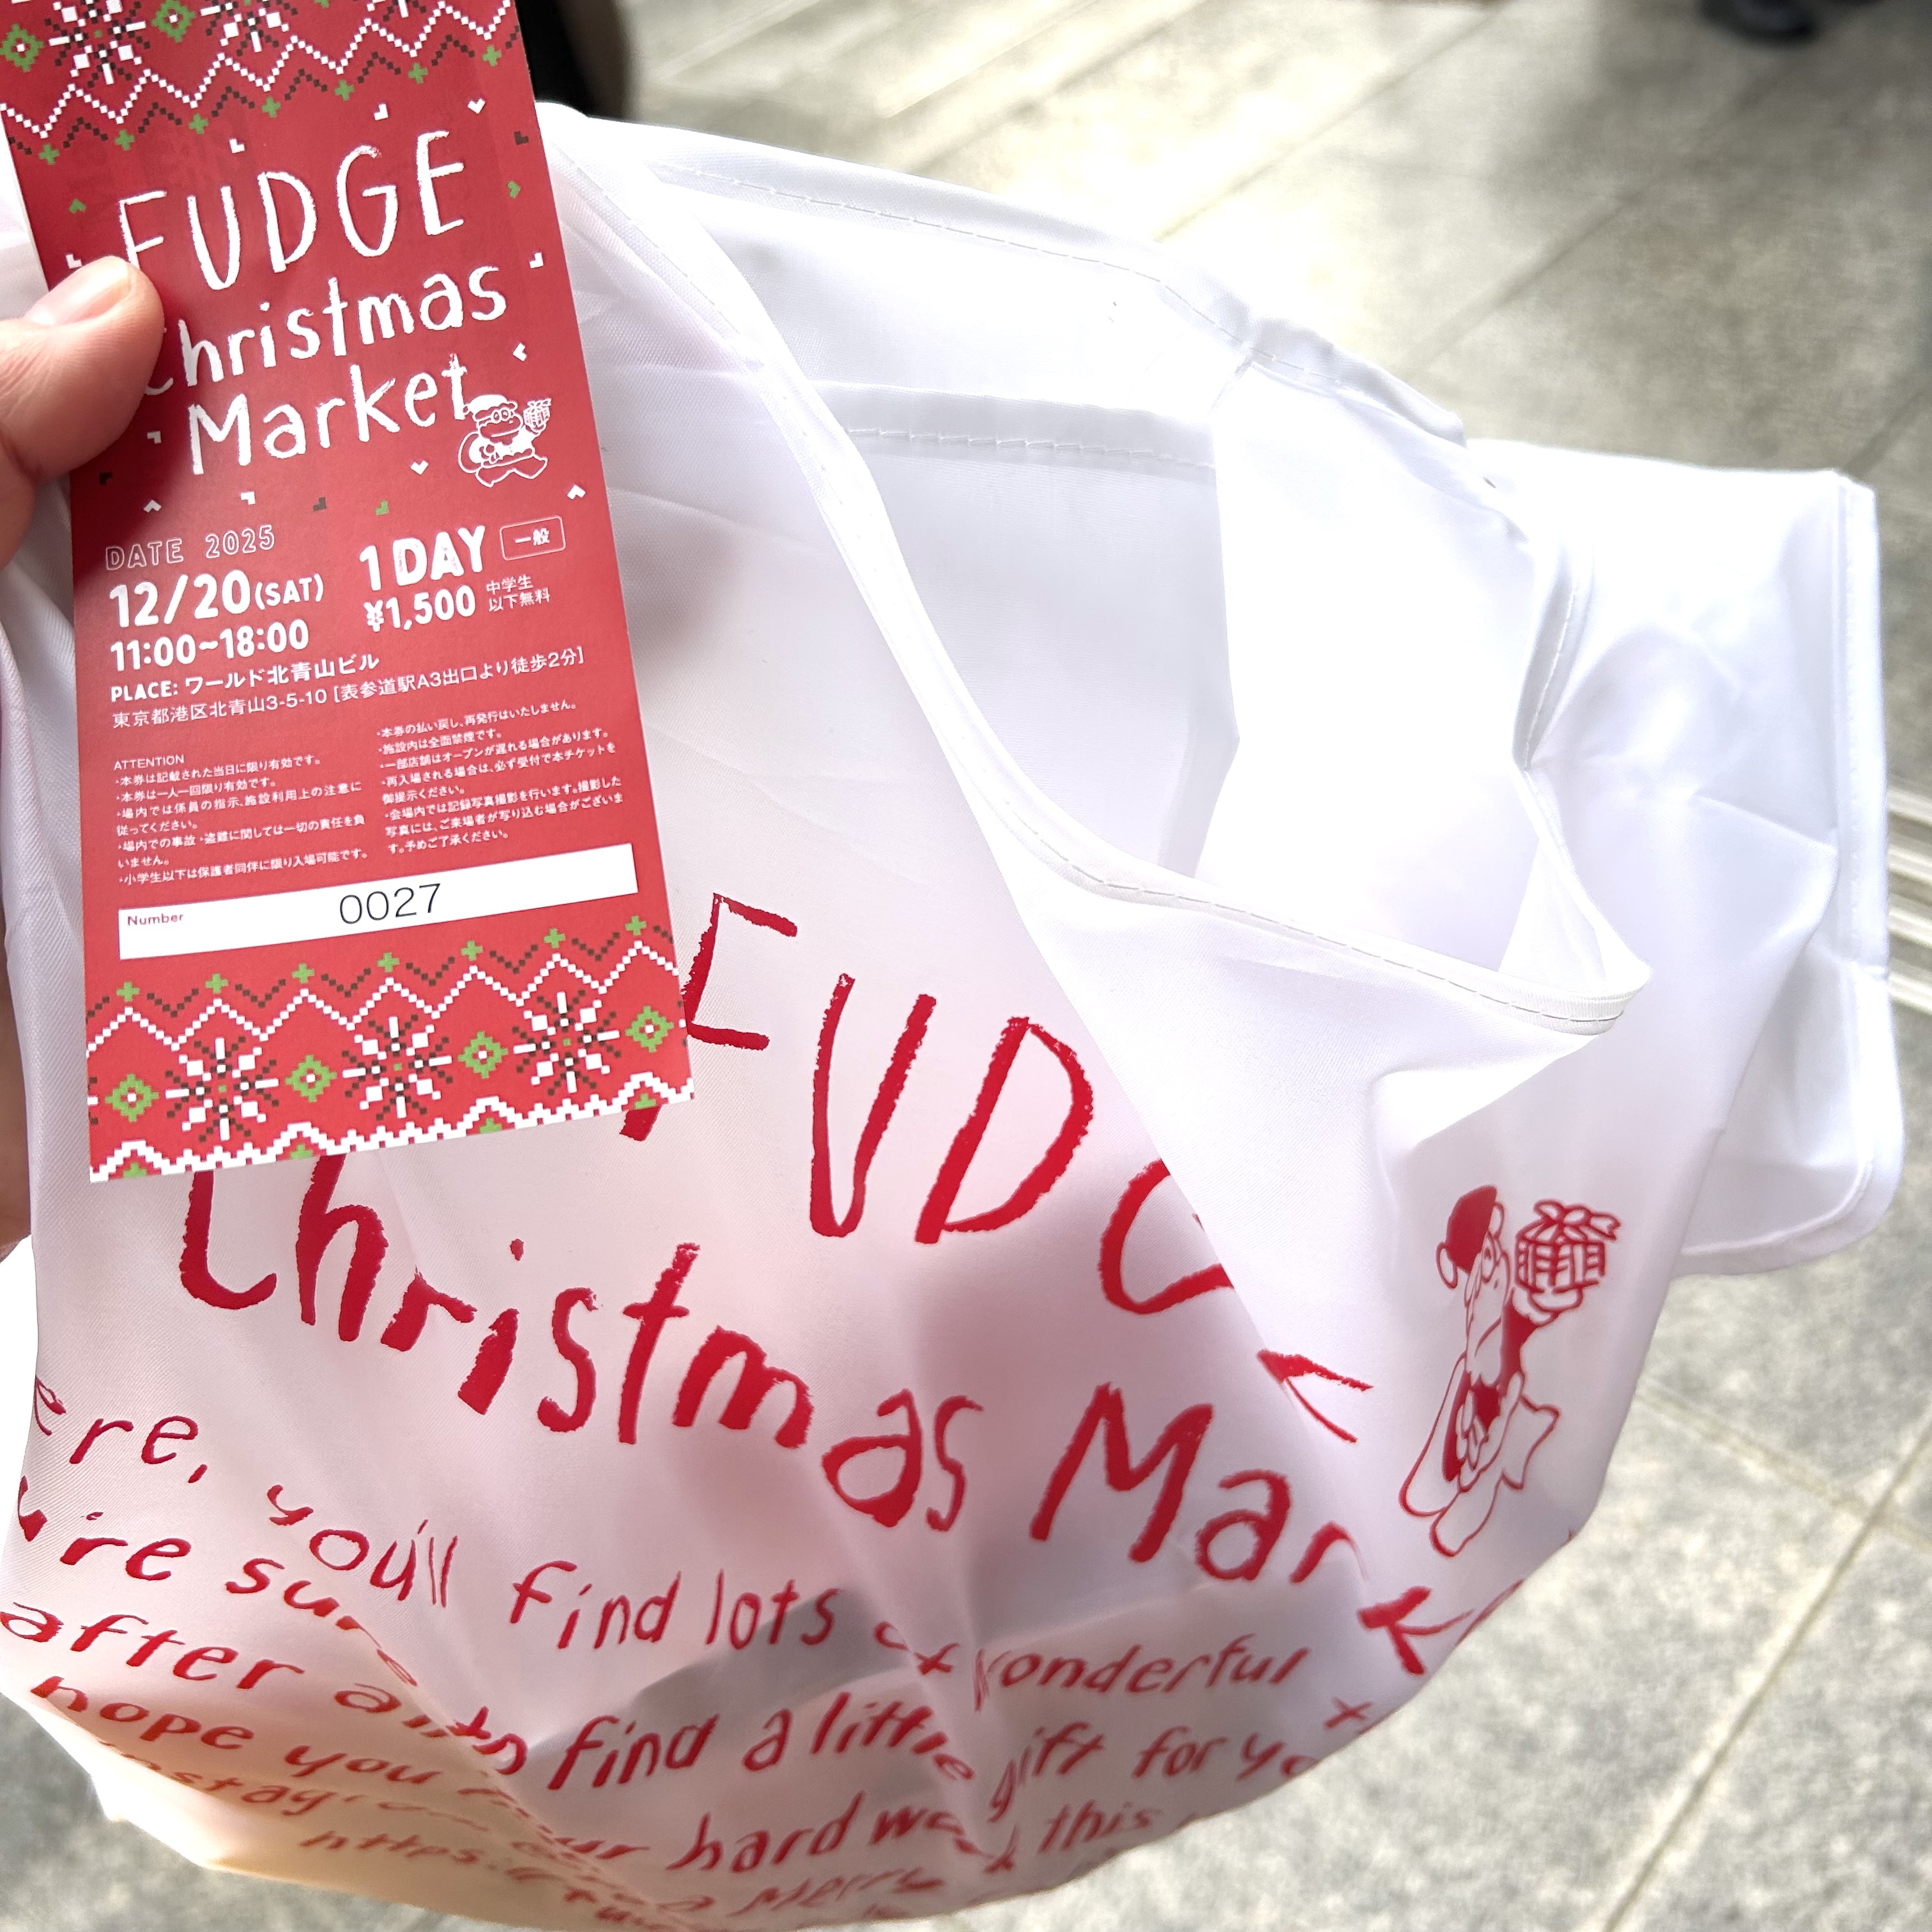 FUDGE
Christmas
Market
DATE 2025
12/20(SAT)
11:00~18:00
1DAY 一般
¥1,500 中学生以下無料
PLACE: ワールド北青山ビル
東京都港区北青山3-5-10 [表参道駅A3出口より徒歩2分]
ATTENTION
・本券は記載された当日に限り有効です。
・本券は一人一回限り有効です。
・場内では係員の指示、施設利用上の注意に
従ってください。
・場内での事故・盗難に関しては一切の責任を負
いません。
・小学生以下は保護者同伴に限り入場可能です。
・本券の払い戻し、再発行はいたしません。
・施設内は全面禁煙です。
・一部店舗はオープンが遅れる場合があります。
・再入場される場合は、必ず受付で本チケットを
御提示ください。
・会場内では記録写真撮影を行います。撮影した
写真には、ご来場者が写り込む場合がございま
す。予めご了承ください。
Number 0027
FUDG
Christmas Mark
ere, you'll find lots of wonderful
u're sure find a little gift for yo
after a hard this
hope you
https:
Merry